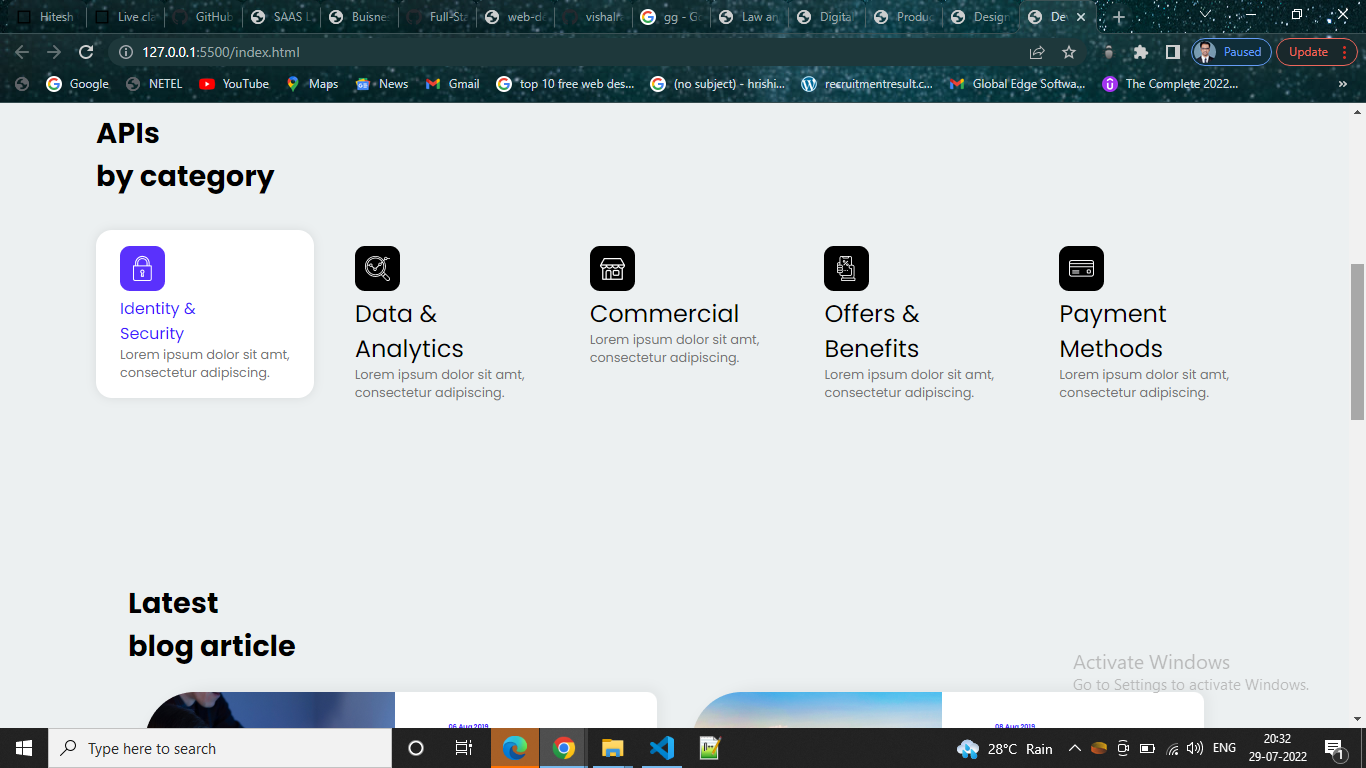 Hitesh
Live cla
GitHub
SAAS L
Buisne
Full-Sta
web-de
vishalra
gg - G
Law an
Digita
Produc
Design
De
127.0.0.1:5500/index.html
Paused
Update
Google
NETEL
YouTube
Maps
News
Gmail
top 10 free web des...
(no subject) - hrishi...
recruitmentresult.c...
Global Edge Softwa...
The Complete 2022...
APIs
by category
Identity &
Security
Lorem ipsum dolor sit amt,
consectetur adipiscing.
Data &
Analytics
Lorem ipsum dolor sit amt,
consectetur adipiscing.
Commercial
Lorem ipsum dolor sit amt,
consectetur adipiscing.
Offers &
Benefits
Lorem ipsum dolor sit amt,
consectetur adipiscing.
Payment
Methods
Lorem ipsum dolor sit amt,
consectetur adipiscing.
Latest
blog article
06 Aug 2019
08 Aug 2019
Activate Windows
Go to Settings to activate Windows.
Type here to search
28°C Rain
ENG
20:32
29-07-2022
1